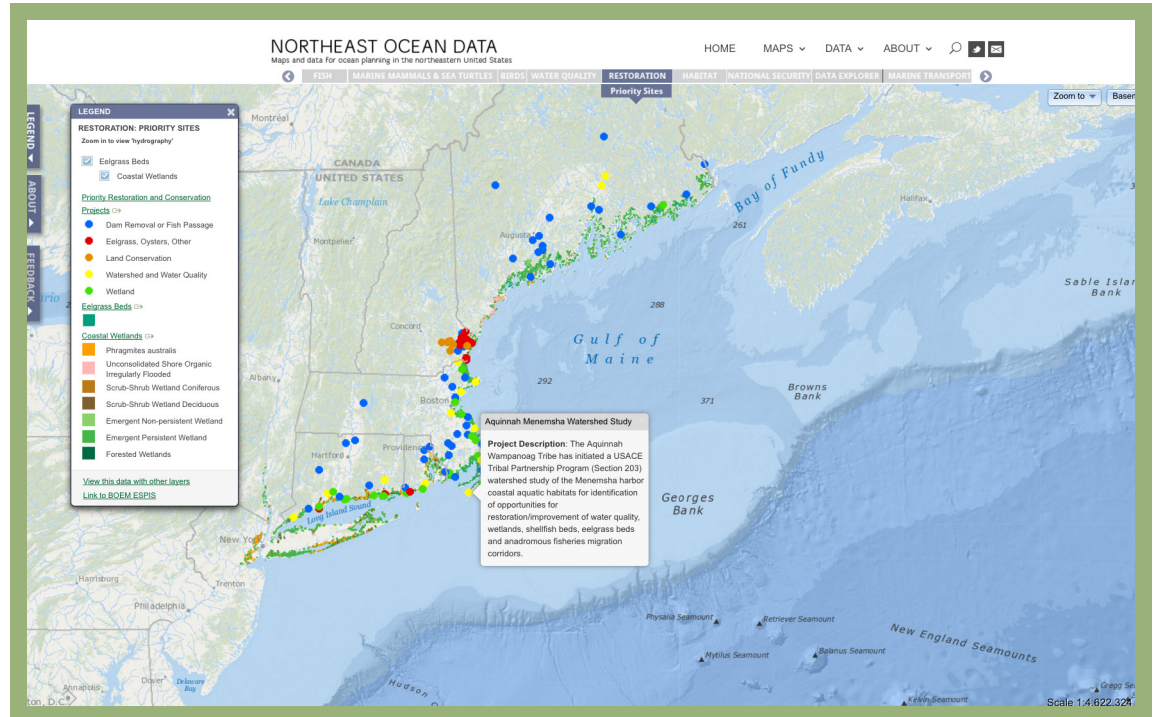 NORTHEAST OCEAN DATA
Maps and data for ocean planning in the northeastern United States
HOME MAPS DATA ABOUT
FISH MARINE MAMMALS & SEA TURTLES BIRDS WATER QUALITY RESTORATION HABITAT NATIONAL SECURITY DATA EXPLORER MARINE TRANSPORT
Priority Sites
Zoom to
LEGEND
ABOUT
FEEDBACK
LEGEND
RESTORATION: PRIORITY SITES
Zoom in to view 'hydrography'
Eelgrass Beds
Coastal Wetlands
Priority Restoration and Conservation
Projects
Dam Removal or Fish Passage
Eelgrass, Oysters, Other
Land Conservation
Watershed and Water Quality
Wetland
Eelgrass Beds
Coastal Wetlands
Phragmites australis
Unconsolidated Shore Organic
Irregularly Flooded
Scrub-Shrub Wetland Coniferous
Scrub-Shrub Wetland Deciduous
Emergent Non-persistent Wetland
Emergent Persistent Wetland
Forested Wetlands
View this data with other layers
Link to BOEM ESPIS
Montréal
CANADA
UNITED STATES
Lake Champlain
Montpelier
Augusta
Bay of Fundy
261
Halifax
Sable Islan
Bank
288
Concord
Gulf of
Maine
292
Albany
Boston
371
Browns
Bank
Aquinnah Menemsha Watershed Study
Project Description: The Aquinnah
Wampanoag Tribe has initiated a USACE
Tribal Partnership Program (Section 203)
watershed study of the Menemsha harbor
coastal aquatic habitats for identification
of opportunities for
restoration/improvement of water quality,
wetlands, shellfish beds, eelgrass beds
and anadromous fisheries migration
corridors.
Providence
Hartford
Georges
Bank
Long Island Sound
New York
Harrisburg
Trenton
Philadelphia
Physalia Seamount
Retriever Seamount
New England Seamounts
Mytilus Seamount
Balanus Seamount
Dover
Delaware
Bay
Annapolis
ton, D.C.
Hudson
Kelvin Seamount
Gregg Se
Scale 1:4,622,324